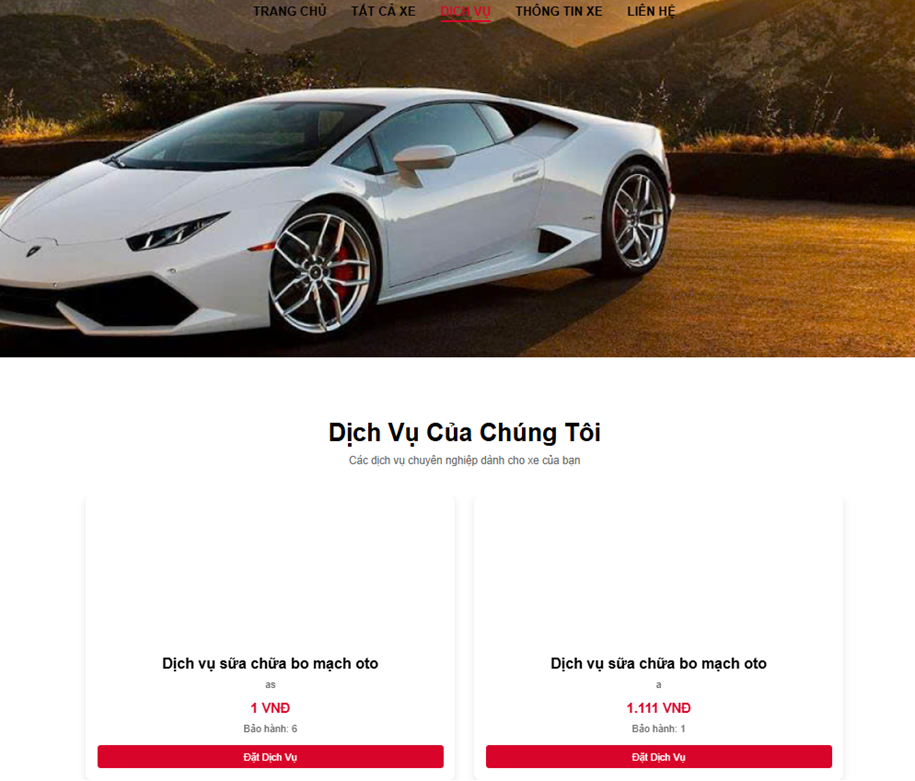 TRANG CHỦ TẤT CẢ XE DỊCH VỤ THÔNG TIN XE LIÊN HỆ
Dịch Vụ Của Chúng Tôi
Các dịch vụ chuyên nghiệp dành cho xe của bạn
Dịch vụ sữa chữa bo mạch oto
as
1 VNĐ
Bảo hành: 6
Đặt Dịch Vụ
Dịch vụ sữa chữa bo mạch oto
a
1.111 VNĐ
Bảo hành: 1
Đặt Dịch Vụ